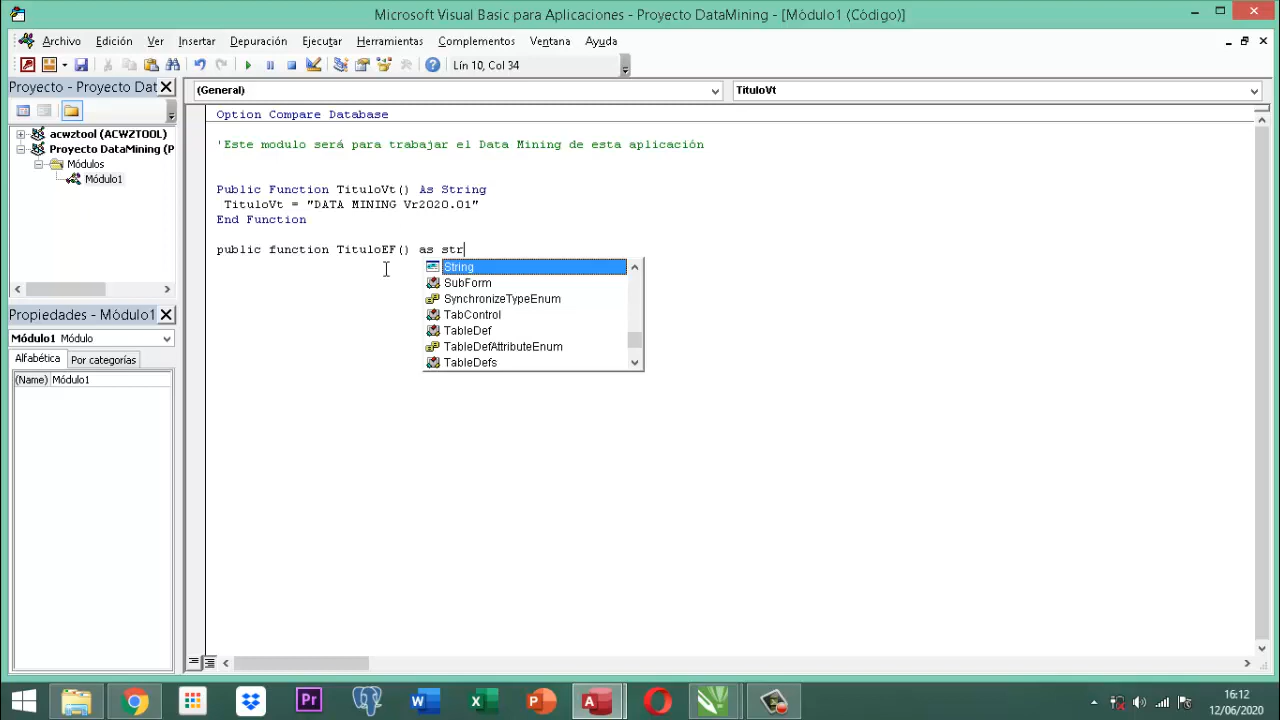 Microsoft Visual Basic para Aplicaciones - Proyecto DataMining - [Módulo1 (Código)]
Archivo Edición Ver Insertar Depuración Ejecutar Herramientas Complementos Ventana Ayuda
Lín 10, Col 34
Proyecto - Proyecto Dat
acwztool (ACWZTOOL)
Proyecto DataMining (P
Módulos
Módulo1
Propiedades - Módulo1
Módulo1 Módulo
Alfabética Por categorías
(Name) Módulo1
(General) TituloVt
Option Compare Database
'Este modulo será para trabajar el Data Mining de esta aplicación
Public Function TituloVt() As String
TituloVt = "DATA MINING Vr2020.01"
End Function
public function TituloEF() as str
String
SubForm
SynchronizeTypeEnum
TabControl
TableDef
TableDefAttributeEnum
TableDefs
Pr
16:12
12/06/2020